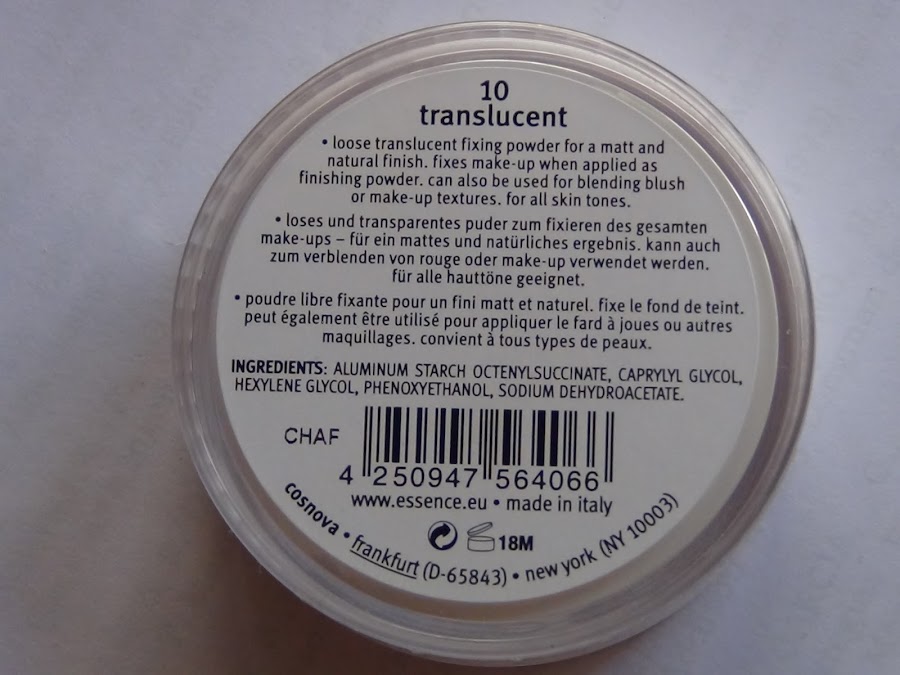 10
translucent
• loose translucent fixing powder for a matt and
natural finish. fixes make-up when applied as
finishing powder. can also be used for blending blush
or make-up textures. for all skin tones.
• loses und transparentes puder zum fixieren des gesamten
make-ups – für ein mattes und natürliches ergebnis. kann auch
zum verblenden von rouge oder make-up verwendet werden.
für alle hauttöne geeignet.
• poudre libre fixante pour un fini matt et naturel. fixe le fond de teint.
peut également être utilisé pour appliquer le fard à joues ou autres
maquillages. convient à tous types de peaux.
INGREDIENTS: ALUMINUM STARCH OCTENYLSUCCINATE, CAPRYLYL GLYCOL,
HEXYLENE GLYCOL, PHENOXYETHANOL, SODIUM DEHYDROACETATE.
CHAF
4 250947 564066
www.essence.eu • made in italy
18M
cosnova • frankfurt (D-65843) • new york (NY 10003)